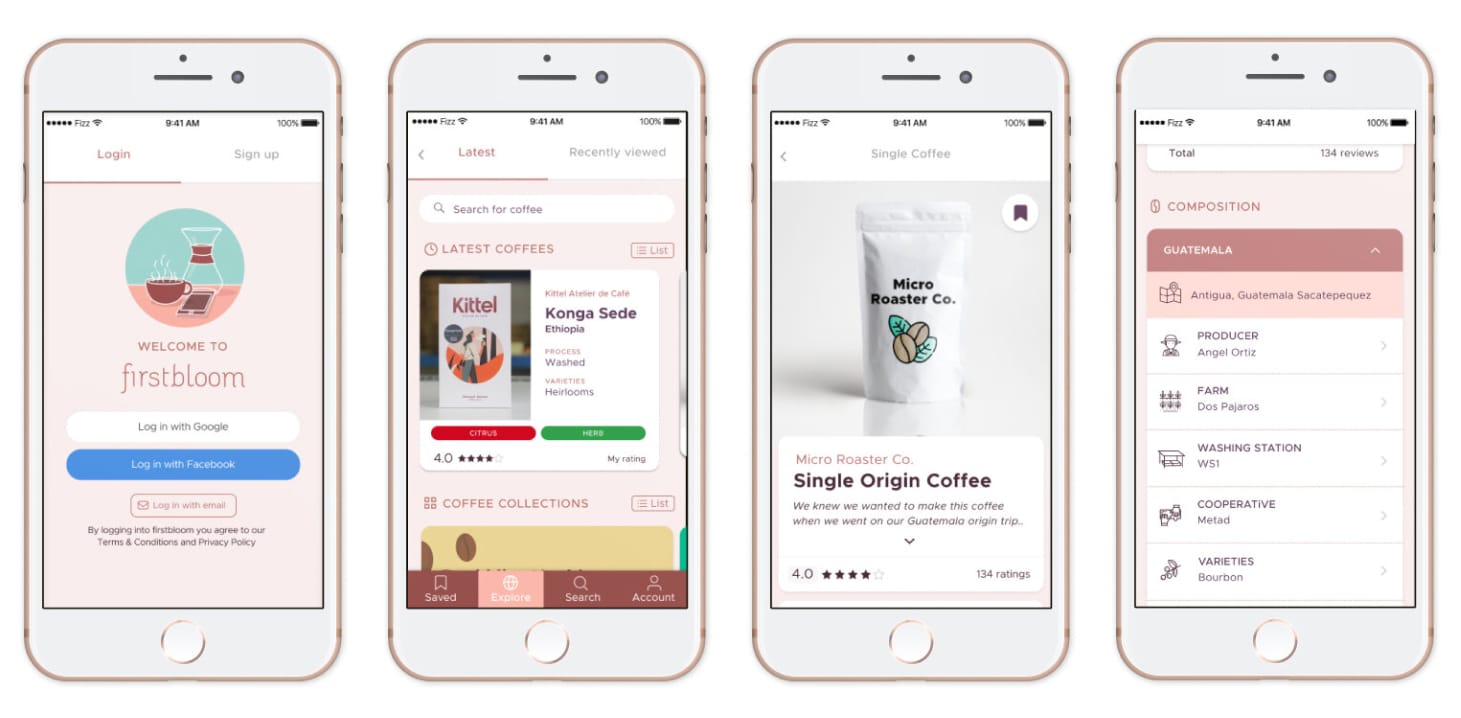 Fizz
9:41 AM
100%
Login
Sign up
WELCOME TO
firstbloom
Log in with Google
Log in with Facebook
Log in with email
By logging into firstbloom you agree to our
Terms & Conditions and Privacy Policy
Fizz
9:41 AM
100%
Latest
Recently viewed
Search for coffee
LATEST COFFEES
List
Kittel
Kittel Atelier de Café
Konga Sede
Ethiopia
PROCESS
Washed
VARIETIES
Heirlooms
CITRUS
HERB
4.0
My rating
COFFEE COLLECTIONS
List
Saved
Explore
Search
Account
Fizz
9:41 AM
100%
Single Coffee
Micro
Roaster Co.
Micro Roaster Co.
Single Origin Coffee
We knew we wanted to make this coffee
when we went on our Guatemala origin trip..
4.0
134 ratings
Fizz
9:41 AM
100%
Total
134 reviews
COMPOSITION
GUATEMALA
Antigua, Guatemala Sacatepequez
PRODUCER
Angel Ortiz
FARM
Dos Pajaros
WASHING STATION
WS1
COOPERATiVE
Metad
VARIETIES
Bourbon